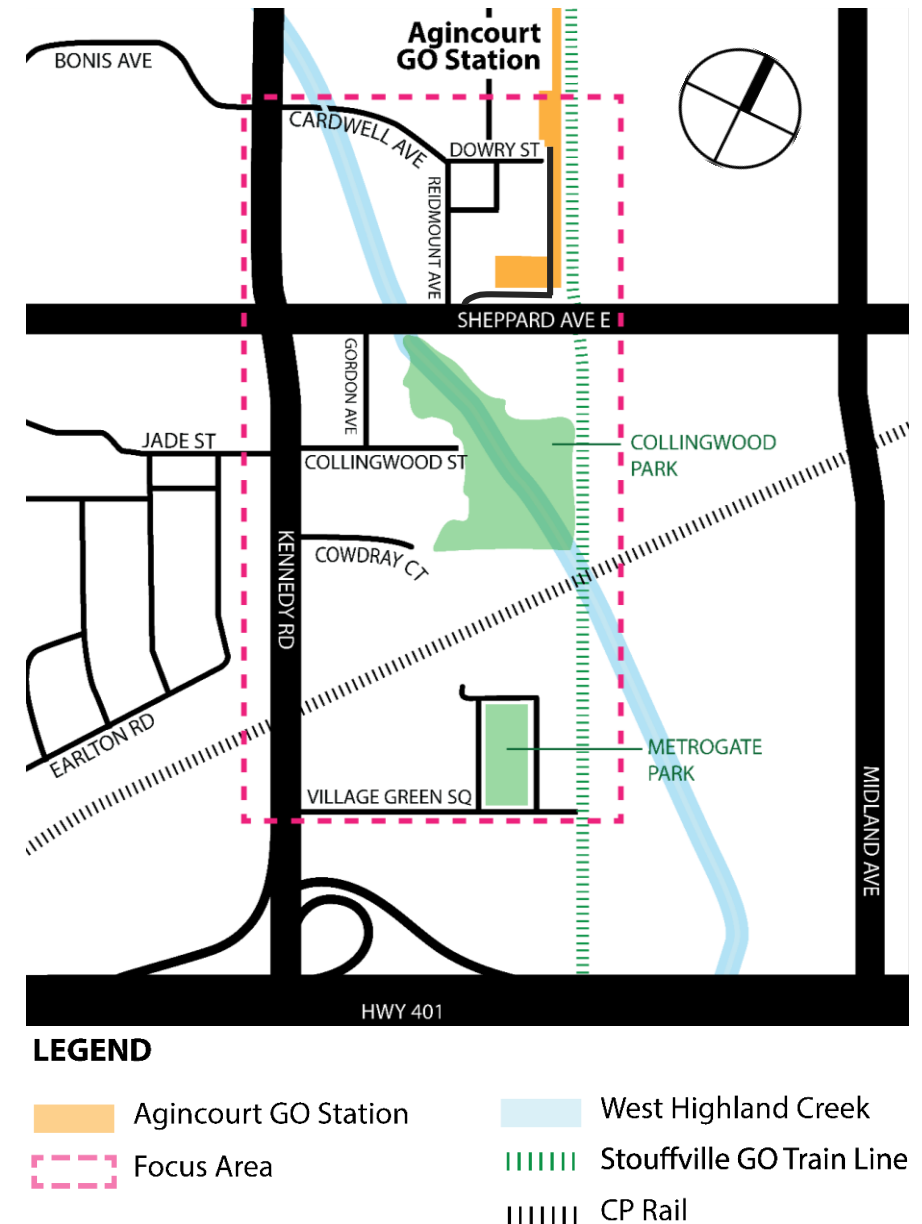 Agincourt
GO Station
BONIS AVE
CARDWELL AVE
DOWRY ST
REIDMOUNT AVE
SHEPPARD AVE E
GORDON AVE
JADE ST
COLLINGWOOD ST
COLLINGWOOD
PARK
KENNEDY RD
COWDRAY CT
EARLTON RD
METROGATE
PARK
VILLAGE GREEN SQ
MIDLAND AVE
HWY 401
LEGEND
Agincourt GO Station
Focus Area
West Highland Creek
Stouffville GO Train Line
CP Rail